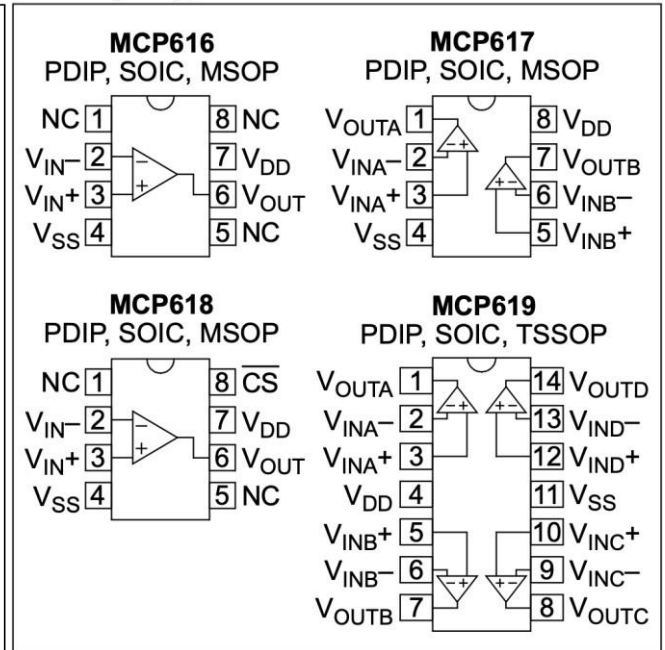 MCP616
PDIP, SOIC, MSOP
NC 1 8 NC
VIN– 2 – 7 VDD
VIN+ 3 + 6 VOUT
VSS 4 5 NC
MCP617
PDIP, SOIC, MSOP
VOUTA 1 8 VDD
VINA– 2 – + 7 VOUTB
VINA+ 3 + – 6 VINB–
VSS 4 5 VINB+
MCP618
PDIP, SOIC, MSOP
NC 1 8 C̅S̅
VIN– 2 – 7 VDD
VIN+ 3 + 6 VOUT
VSS 4 5 NC
MCP619
PDIP, SOIC, TSSOP
VOUTA 1 14 VOUTD
VINA– 2 – + + – 13 VIND–
VINA+ 3 12 VIND+
VDD 4 11 VSS
VINB+ 5 10 VINC+
VINB– 6 – + + – 9 VINC–
VOUTB 7 8 VOUTC